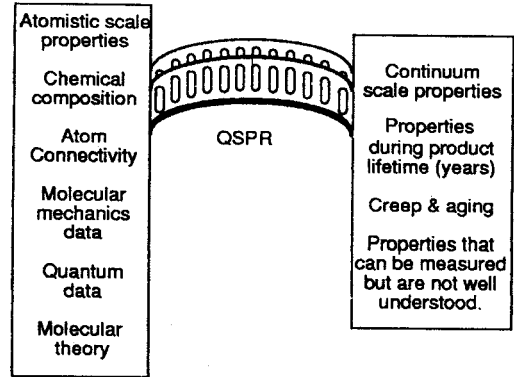 Atomistic scale
properties
Chemical
composition
Atom
Connectivity
Molecular
mechanics
data
Quantum
data
Molecular
theory
QSPR
Continuum
scale properties
Properties
during product
lifetime (years)
Creep & aging
Properties that
can be measured
but are not well
understood.